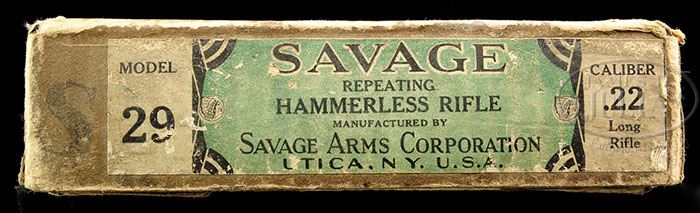 MODEL
29
SAVAGE
REPEATING
HAMMERLESS RIFLE
MANUFACTURED BY
SAVAGE ARMS CORPORATION
UTICA, N.Y. U.S.A.
CALIBER
.22
Long
Rifle